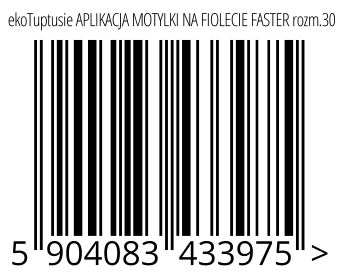 ekoTuptusie APLIKACJA MOTYLKI NA FIOLECIE FASTER rozm.30
5 904083 433975 >